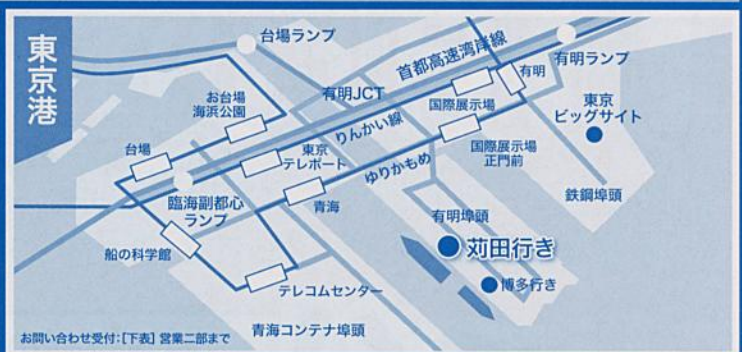 東京港
台場ランプ
首都高速湾岸線
有明ランプ
お台場
海浜公園
有明JCT
国際展示場
有明
東京
ビッグサイト
りんかい線
台場
東京
テレポート
国際展示場
正門前
ゆりかもめ
臨海副都心
ランプ
青海
鉄鋼埠頭
有明埠頭
船の科学館
苅田行き
テレコムセンター
博多行き
青海コンテナ埠頭
お問い合わせ受付:[下表] 営業二部まで